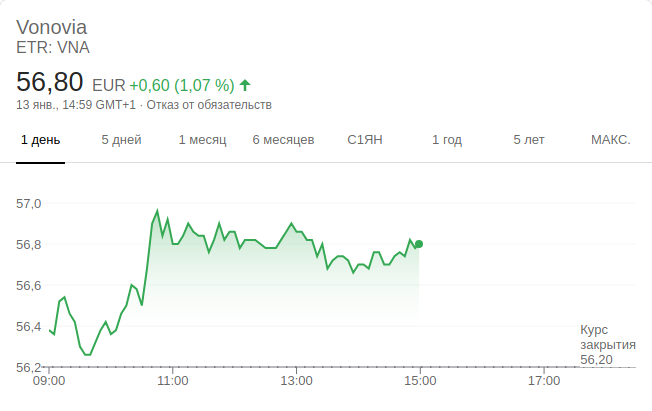 Vonovia
ETR: VNA
56,80 EUR +0,60 (1,07 %)
13 янв., 14:59 GMT+1 · Отказ от обязательств
1 день 5 дней 1 месяц 6 месяцев С1ЯН 1 год 5 лет МАКС.
57,0
56,8
56,6
56,4
56,2
Курс
закрытия
56,20
09:00 11:00 13:00 15:00 17:00